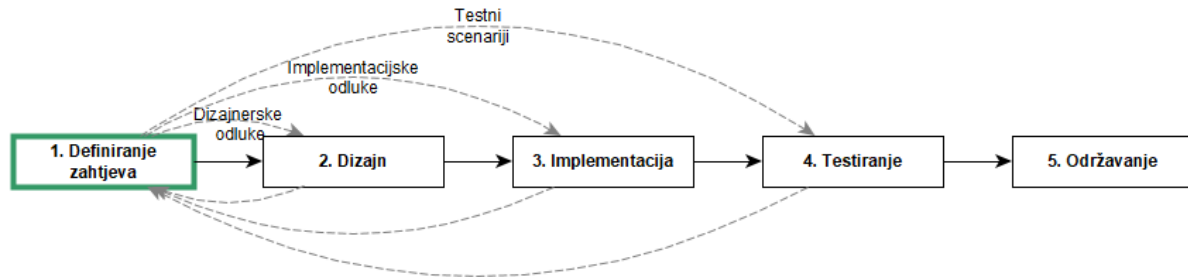 Testni
scenariji
Implementacijske
odluke
Dizajnerske
odluke
1. Definiranje
zahtjeva
2. Dizajn
3. Implementacija
4. Testiranje
5. Održavanje